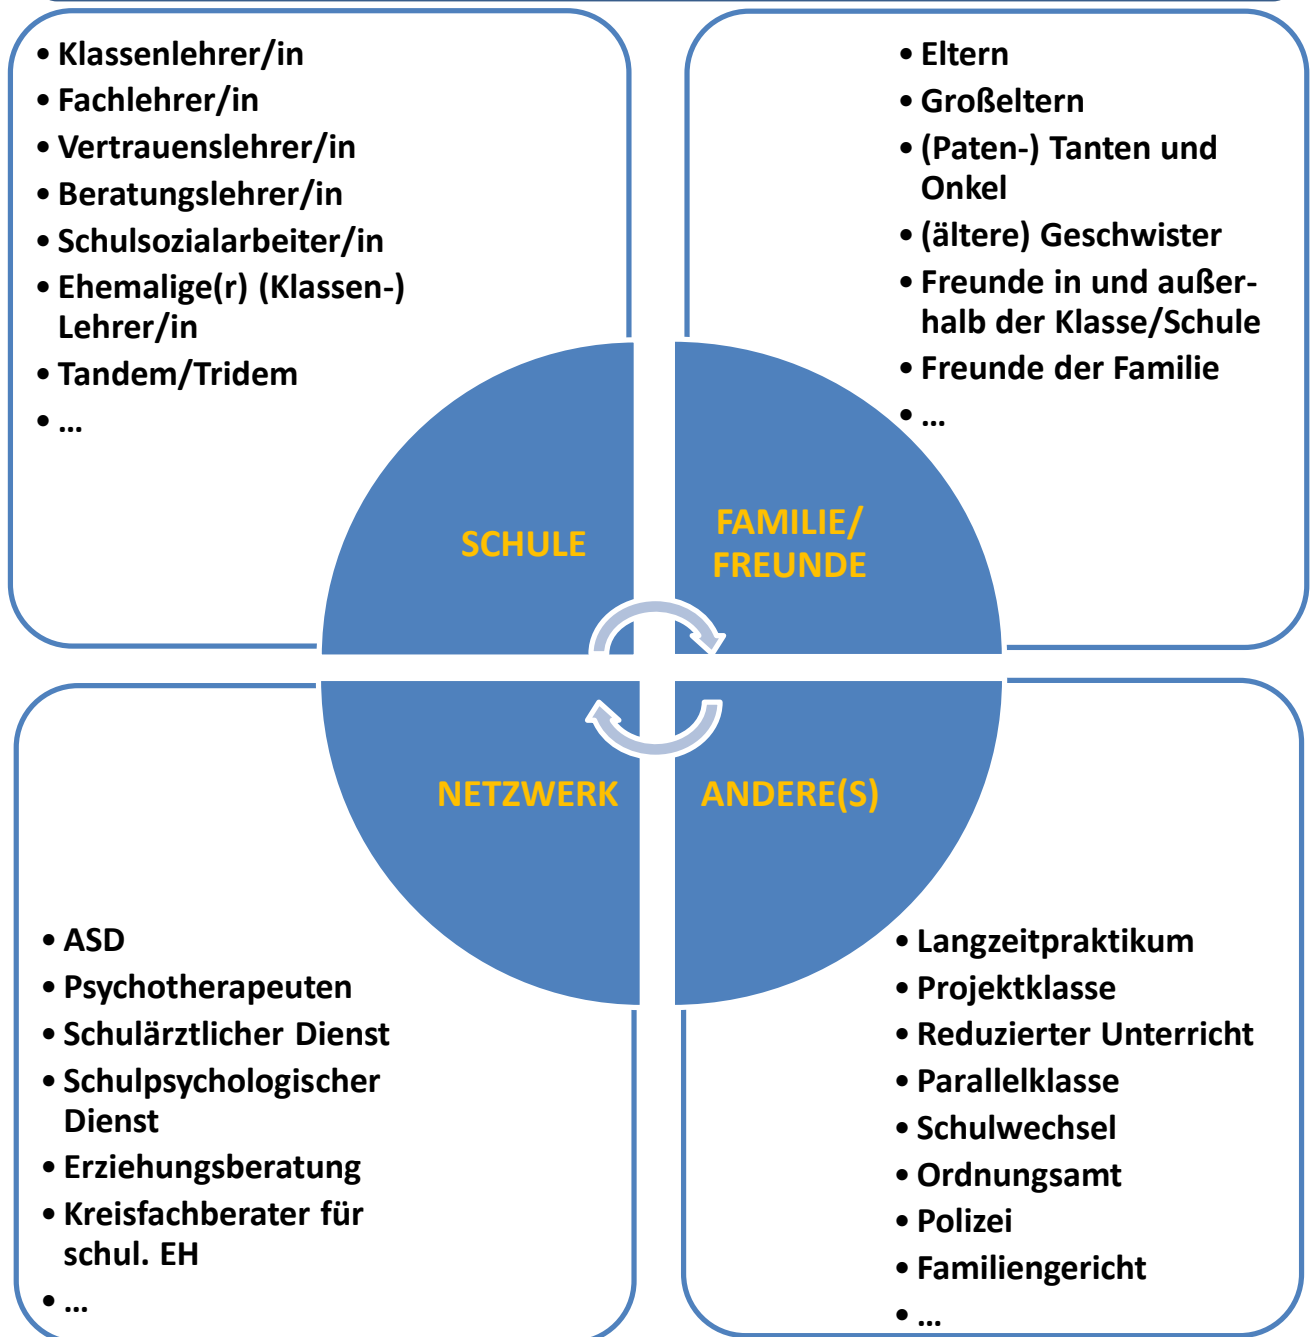 • Klassenlehrer/in
• Fachlehrer/in
• Vertrauenslehrer/in
• Beratungslehrer/in
• Schulsozialarbeiter/in
• Ehemalige(r) (Klassen-)
Lehrer/in
• Tandem/Tridem
• ...
• Eltern
• Großeltern
• (Paten-) Tanten und
Onkel
• (ältere) Geschwister
• Freunde in und außer-
halb der Klasse/Schule
• Freunde der Familie
• ...
SCHULE
FAMILIE/
FREUNDE
NETZWERK
ANDERE(S)
• ASD
• Psychotherapeuten
• Schulärztlicher Dienst
• Schulpsychologischer
Dienst
• Erziehungsberatung
• Kreisfachberater für
schul. EH
• ...
• Langzeitpraktikum
• Projektklasse
• Reduzierter Unterricht
• Parallelklasse
• Schulwechsel
• Ordnungsamt
• Polizei
• Familiengericht
• ...